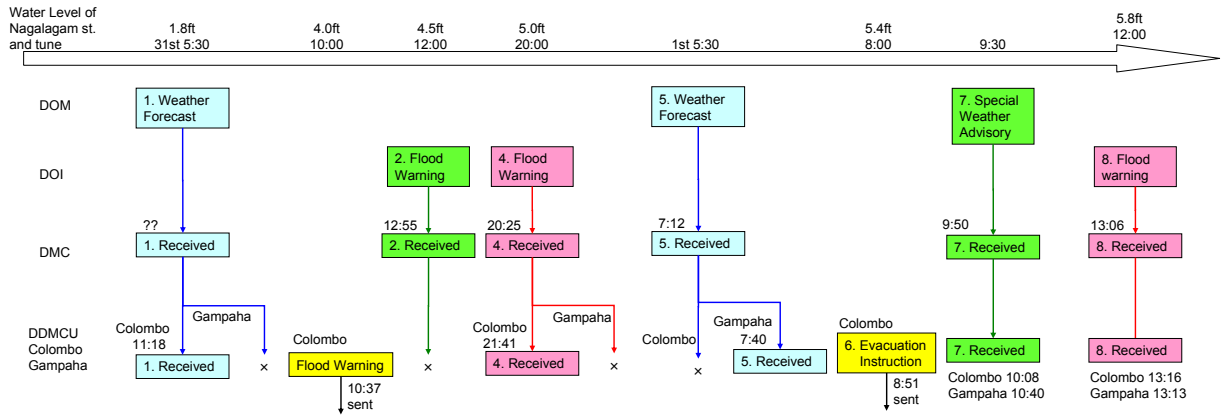 Water Level of
Nagalagam st.
and tune
1.8ft
31st 5:30
4.0ft
10:00
4.5ft
12:00
5.0ft
20:00
1st 5:30
5.4ft
8:00
9:30
5.8ft
12:00
DOM
1. Weather
Forecast
5. Weather
Forecast
7. Special
Weather
Advisory
DOI
2. Flood
Warning
4. Flood
Warning
8. Flood
warning
DMC
??
1. Received
12:55
2. Received
20:25
4. Received
7:12
5. Received
9:50
7. Received
13:06
8. Received
DDMCU
Colombo
Gampaha
Colombo
11:18
1. Received
Gampaha
×
Colombo
Flood Warning
10:37
sent
×
Colombo
21:41
4. Received
Gampaha
×
Colombo
×
Gampaha
7:40
5. Received
Colombo
6. Evacuation
Instruction
8:51
sent
7. Received
Colombo 10:08
Gampaha 10:40
8. Received
Colombo 13:16
Gampaha 13:13